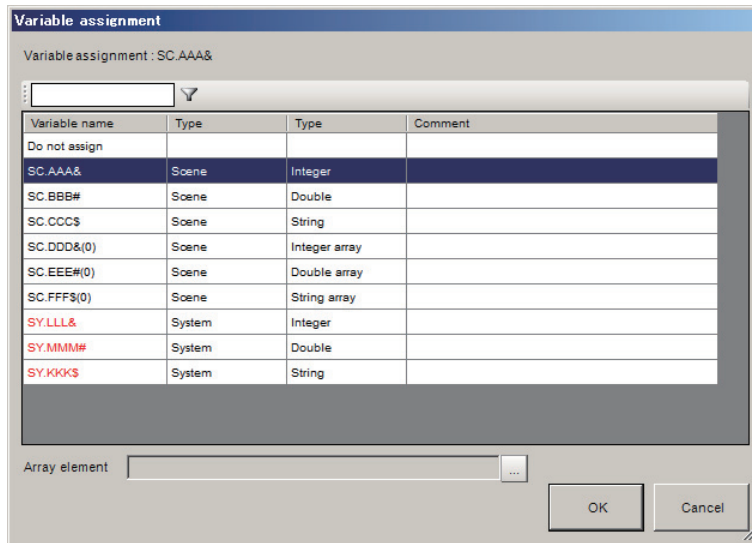 Variable assignment
Variable assignment : SC.AAA&
Variable name Type Type Comment
Do not assign
SC.AAA& Scene Integer
SC.BBB# Scene Double
SC.CCC$ Scene String
SC.DDD&(0) Scene Integer array
SC.EEE#(0) Scene Double array
SC.FFF$(0) Scene String array
SY.LLL& System Integer
SY.MMM# System Double
SY.KKK$ System String
Array element ...
OK Cancel